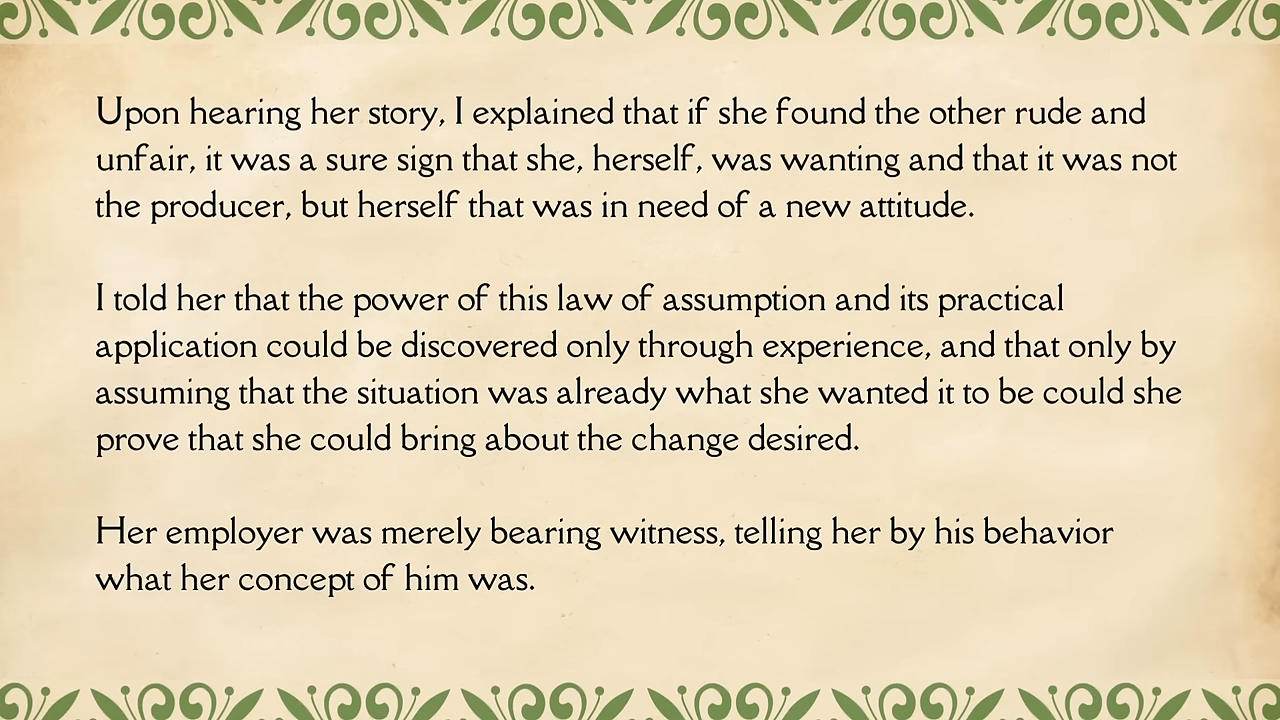 Upon hearing her story, I explained that if she found the other rude and
unfair, it was a sure sign that she, herself, was wanting and that it was not
the producer, but herself that was in need of a new attitude.
I told her that the power of this law of assumption and its practical
application could be discovered only through experience, and that only by
assuming that the situation was already what she wanted it to be could she
prove that she could bring about the change desired.
Her employer was merely bearing witness, telling her by his behavior
what her concept of him was.